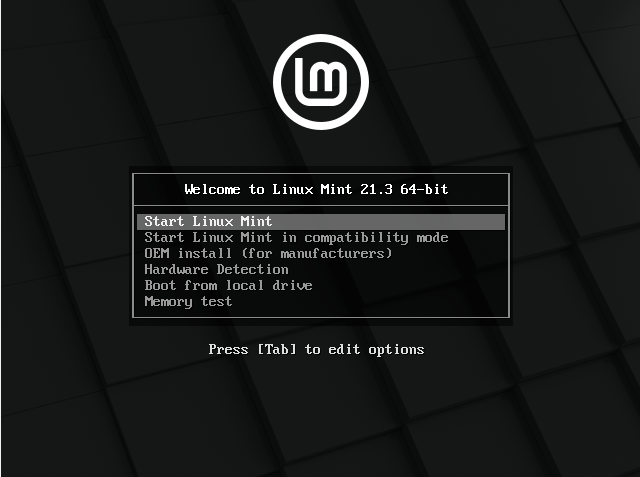 Welcome to Linux Mint 21.3 64-bit
Start Linux Mint
Start Linux Mint in compatibility mode
OEM install (for manufacturers)
Hardware Detection
Boot from local drive
Memory test
Press [Tab] to edit options